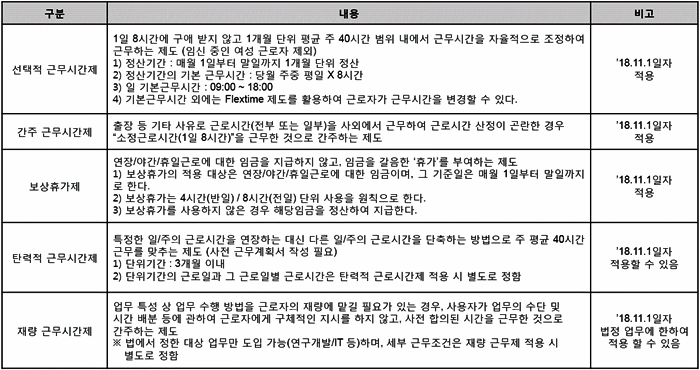 구분 내용 비고
선택적 근무시간제
1일 8시간에 구애 받지 않고 1개월 단위 평균 주 40시간 범위 내에서 근무시간을 자율적으로 조정하여
근무하는 제도 (임신 중인 여성 근로자 제외)
1) 정산기간 : 매월 1일부터 말일까지 1개월 단위 정산
2) 정산기간의 기본 근무시간 : 당월 주중 평일 X 8시간
3) 일 기본근무시간 : 09:00 ~ 18:00
4) 기본근무시간 외에는 Flextime 제도를 활용하여 근로자가 근무시간을 변경할 수 있다.
'18.11.1일자
적용
간주 근무시간제
출장 등 기타 사유로 근로시간(전부 또는 일부)을 사외에서 근무하여 근로시간 산정이 곤란한 경우
"소정근로시간(1일 8시간)"을 근무한 것으로 간주하는 제도
'18.11.1일자
적용
보상휴가제
연장/야간/휴일근로에 대한 임금을 지급하지 않고, 임금을 갈음한 '휴가'를 부여하는 제도
1) 보상휴가의 적용 대상은 연장/야간/휴일근로에 대한 임금이며, 그 기준일은 매월 1일부터 말일까지
로 한다.
2) 보상휴가는 4시간(반일) / 8시간(전일) 단위 사용을 원칙으로 한다.
3) 보상휴가를 사용하지 않은 경우 해당임금을 정산하여 지급한다.
'18.11.1일자
적용
탄력적 근무시간제
특정한 일/주의 근로시간을 연장하는 대신 다른 일/주의 근로시간을 단축하는 방법으로 주 평균 40시간
근무를 맞추는 제도 (사전 근무계획서 작성 필요)
1) 단위기간 : 3개월 이내
2) 단위기간의 근로일과 그 근로일별 근로시간은 탄력적 근로시간제 적용 시 별도로 정함
'18.11.1일자
적용할 수 있음
재량 근무시간제
업무 특성 상 업무 수행 방법을 근로자의 재량에 맡길 필요가 있는 경우, 사용자가 업무의 수단 및
시간 배분 등에 관하여 근로자에게 구체적인 지시를 하지 않고, 사전 합의된 시간을 근무한 것으로
간주하는 제도
※ 법에서 정한 대상 업무만 도입 가능(연구개발/IT 등)하며, 세부 근무조건은 재량 근무제 적용 시
별도로 정함
'18.11.1일자
법정 업무에 한하여
적용 할 수 있음